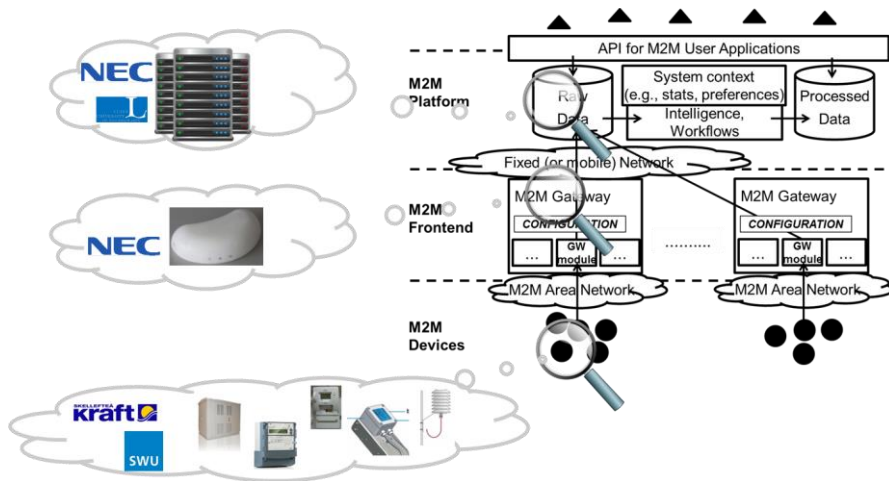 NEC
API for M2M User Applications
M2M
Platform
Raw
Data
System context
(e.g., stats, preferences)
Intelligence,
Workflows
Processed
Data
Fixed (or mobile) Network
NEC
M2M
Frontend
M2M Gateway
CONFIGURATION
...
GW
module
...
..........
M2M Gateway
CONFIGURATION
...
GW
module
...
M2M Area Network
M2M Area Network
M2M
Devices
SKELLEFTEÅ
Kraft
SWU